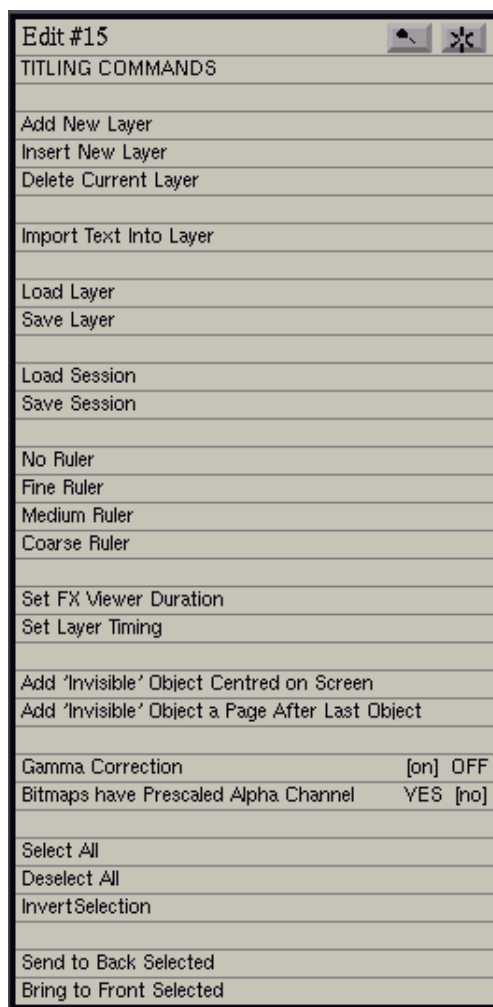 Edit #15
TITLING COMMANDS
Add New Layer
Insert New Layer
Delete Current Layer
Import Text Into Layer
Load Layer
Save Layer
Load Session
Save Session
No Ruler
Fine Ruler
Medium Ruler
Coarse Ruler
Set FX Viewer Duration
Set Layer Timing
Add 'Invisible' Object Centred on Screen
Add 'Invisible' Object a Page After Last Object
Gamma Correction [on] OFF
Bitmaps have Prescaled Alpha Channel YES [no]
Select All
Deselect All
InvertSelection
Send to Back Selected
Bring to Front Selected